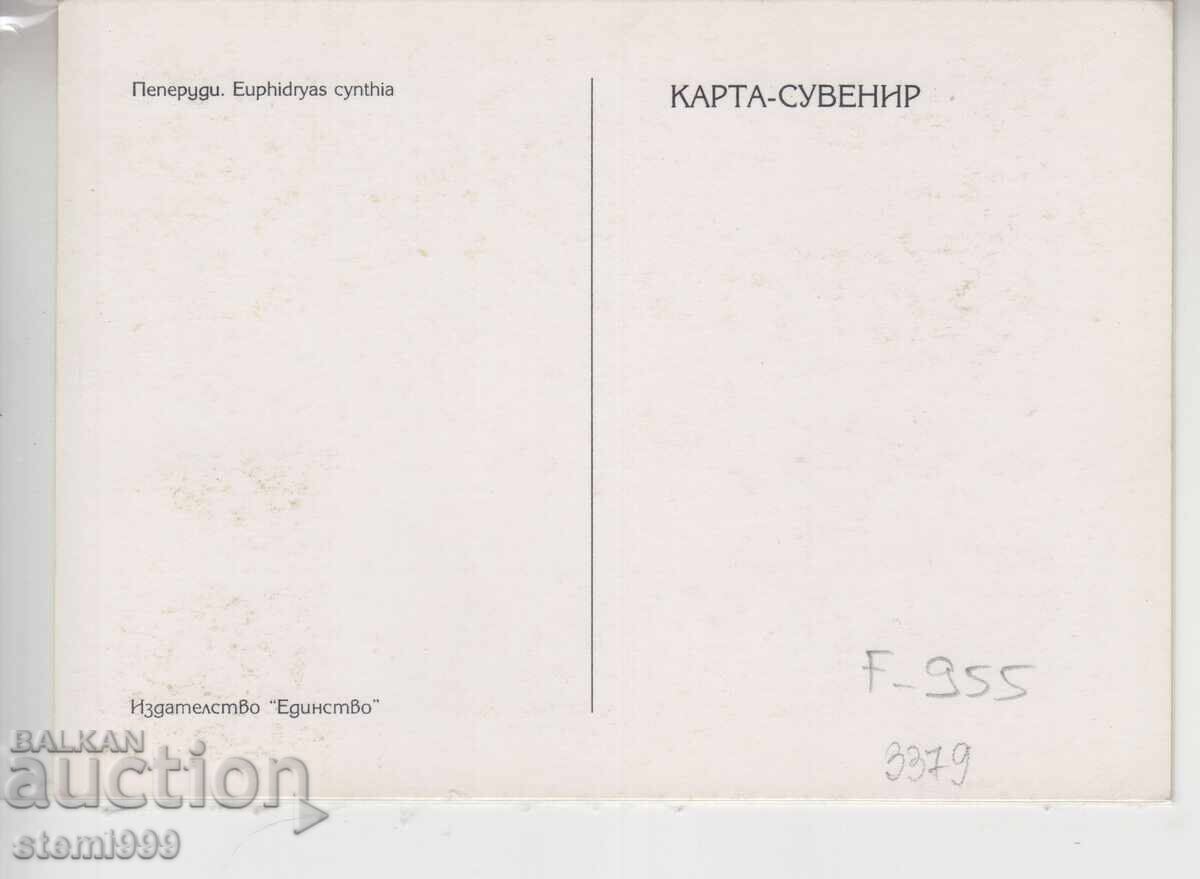 Пеперуди. Euphidryas cynthia
КАРТА-СУВЕНИР
Издателство "Единство"
F-955
3379
BALKAN
auction
stemi999